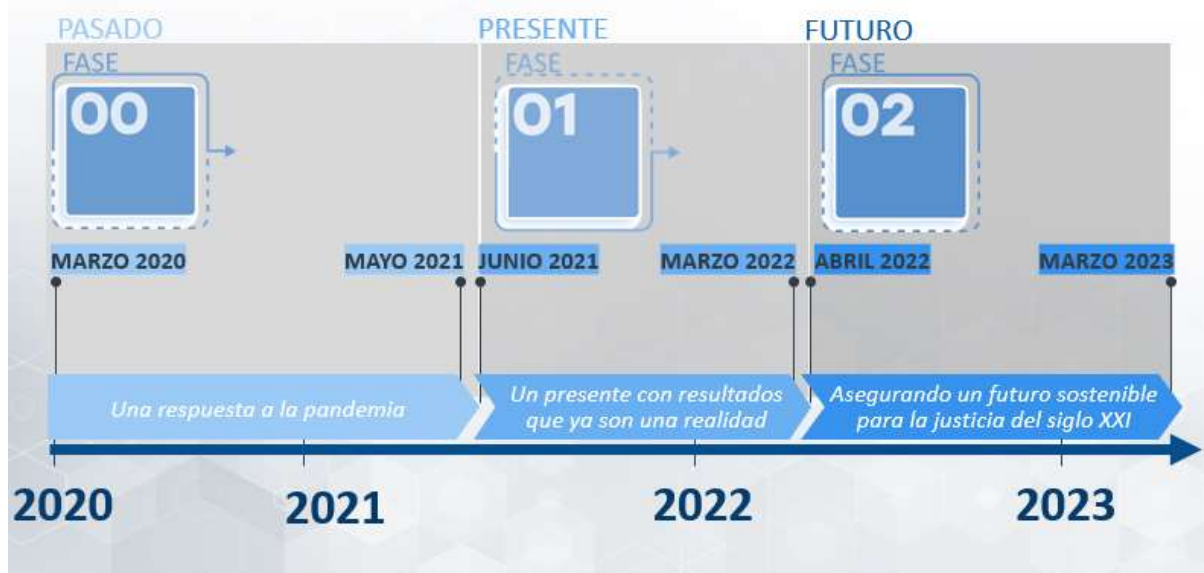 PASADO
FASE
00
MARZO 2020
MAYO 2021
Una respuesta a la pandemia
PRESENTE
FASE
01
JUNIO 2021
MARZO 2022
Un presente con resultados
que ya son una realidad
FUTURO
FASE
02
ABRIL 2022
MARZO 2023
Asegurando un futuro sostenible
para la justicia del siglo XXI
2020
2021
2022
2023